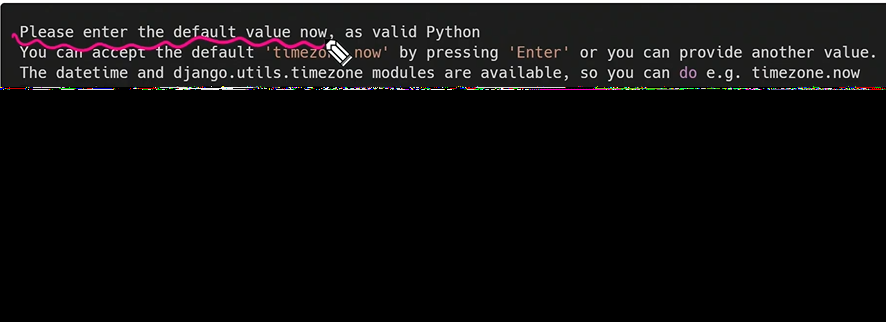 Please enter the default value now, as valid Python
You can accept the default 'timezone.now' by pressing 'Enter' or you can provide another value.
The datetime and django.utils.timezone modules are available, so you can do e.g. timezone.now